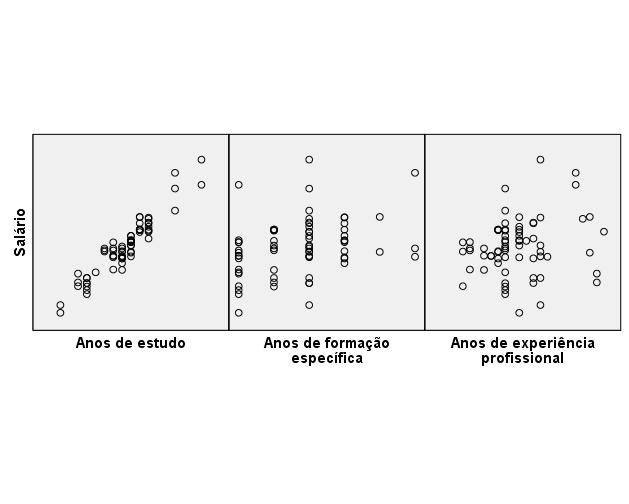 Salário
Anos de estudo
Anos de formação
específica
Anos de experiência
profissional